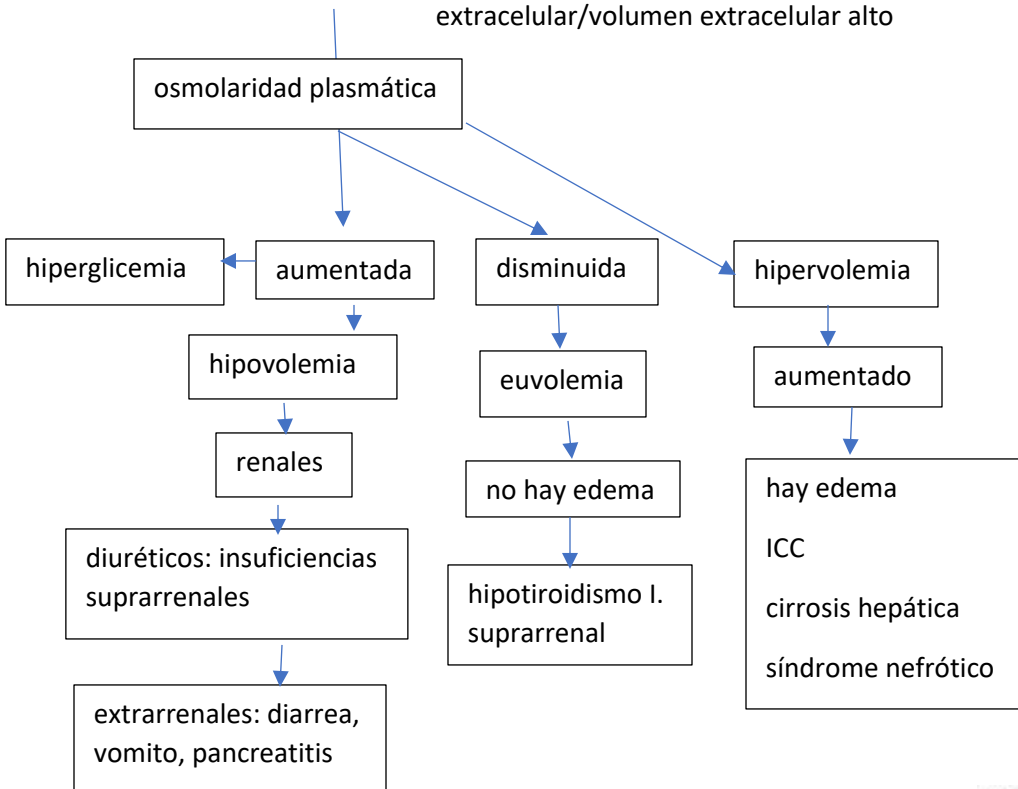 extracelular/volumen extracelular alto
osmolaridad plasmática
hiperglicemia
aumentada
disminuida
hipervolemia
hipovolemia
euvolemia
aumentado
renales
no hay edema
hay edema
ICC
cirrosis hepática
síndrome nefrótico
diuréticos: insuficiencias
suprarrenales
hipotiroidismo I.
suprarrenal
extrarrenales: diarrea,
vomito, pancreatitis